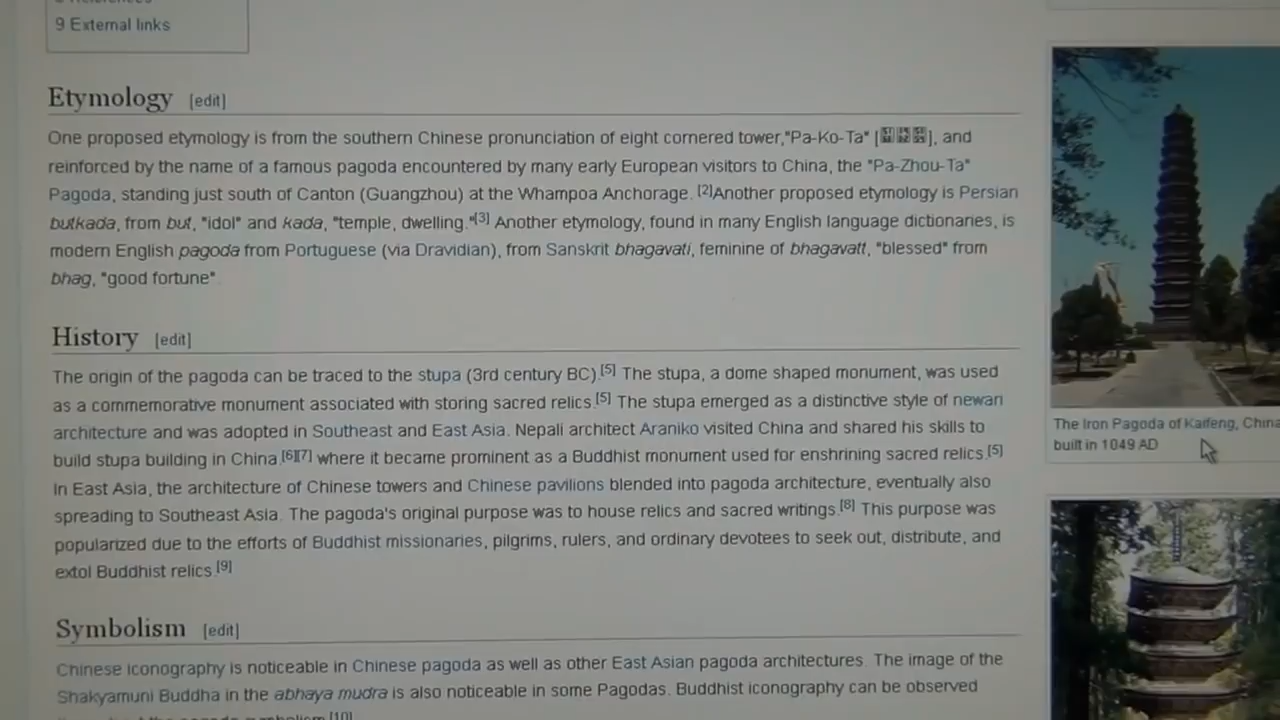 9 External links
Etymology [edit]
One proposed etymology is from the southern Chinese pronunciation of eight cornered tower,"Pa-Ko-Ta" [], and
reinforced by the name of a famous pagoda encountered by many early European visitors to China, the "Pa-Zhou-Ta"
Pagoda, standing just south of Canton (Guangzhou) at the Whampoa Anchorage. [2]Another proposed etymology is Persian
butkada, from but, "idol" and kada, "temple, dwelling."[3] Another etymology, found in many English language dictionaries, is
modern English pagoda from Portuguese (via Dravidian), from Sanskrit bhagavati, feminine of bhagavatt, "blessed" from
bhag, "good fortune".
History [edit]
The origin of the pagoda can be traced to the stupa (3rd century BC).[5] The stupa, a dome shaped monument, was used
as a commemorative monument associated with storing sacred relics.[5] The stupa emerged as a distinctive style of newari
architecture and was adopted in Southeast and East Asia. Nepali architect Araniko visited China and shared his skills to
build stupa building in China.[6][7] where it became prominent as a Buddhist monument used for enshrining sacred relics.[5]
In East Asia, the architecture of Chinese towers and Chinese pavilions blended into pagoda architecture, eventually also
spreading to Southeast Asia. The pagoda's original purpose was to house relics and sacred writings.[8] This purpose was
popularized due to the efforts of Buddhist missionaries, pilgrims, rulers, and ordinary devotees to seek out, distribute, and
extol Buddhist relics.[9]
Symbolism [edit]
Chinese iconography is noticeable in Chinese pagoda as well as other East Asian pagoda architectures. The image of the
Shakyamuni Buddha in the abhaya mudra is also noticeable in some Pagodas. Buddhist iconography can be observed
The Iron Pagoda of Kaifeng, China
built in 1049 AD